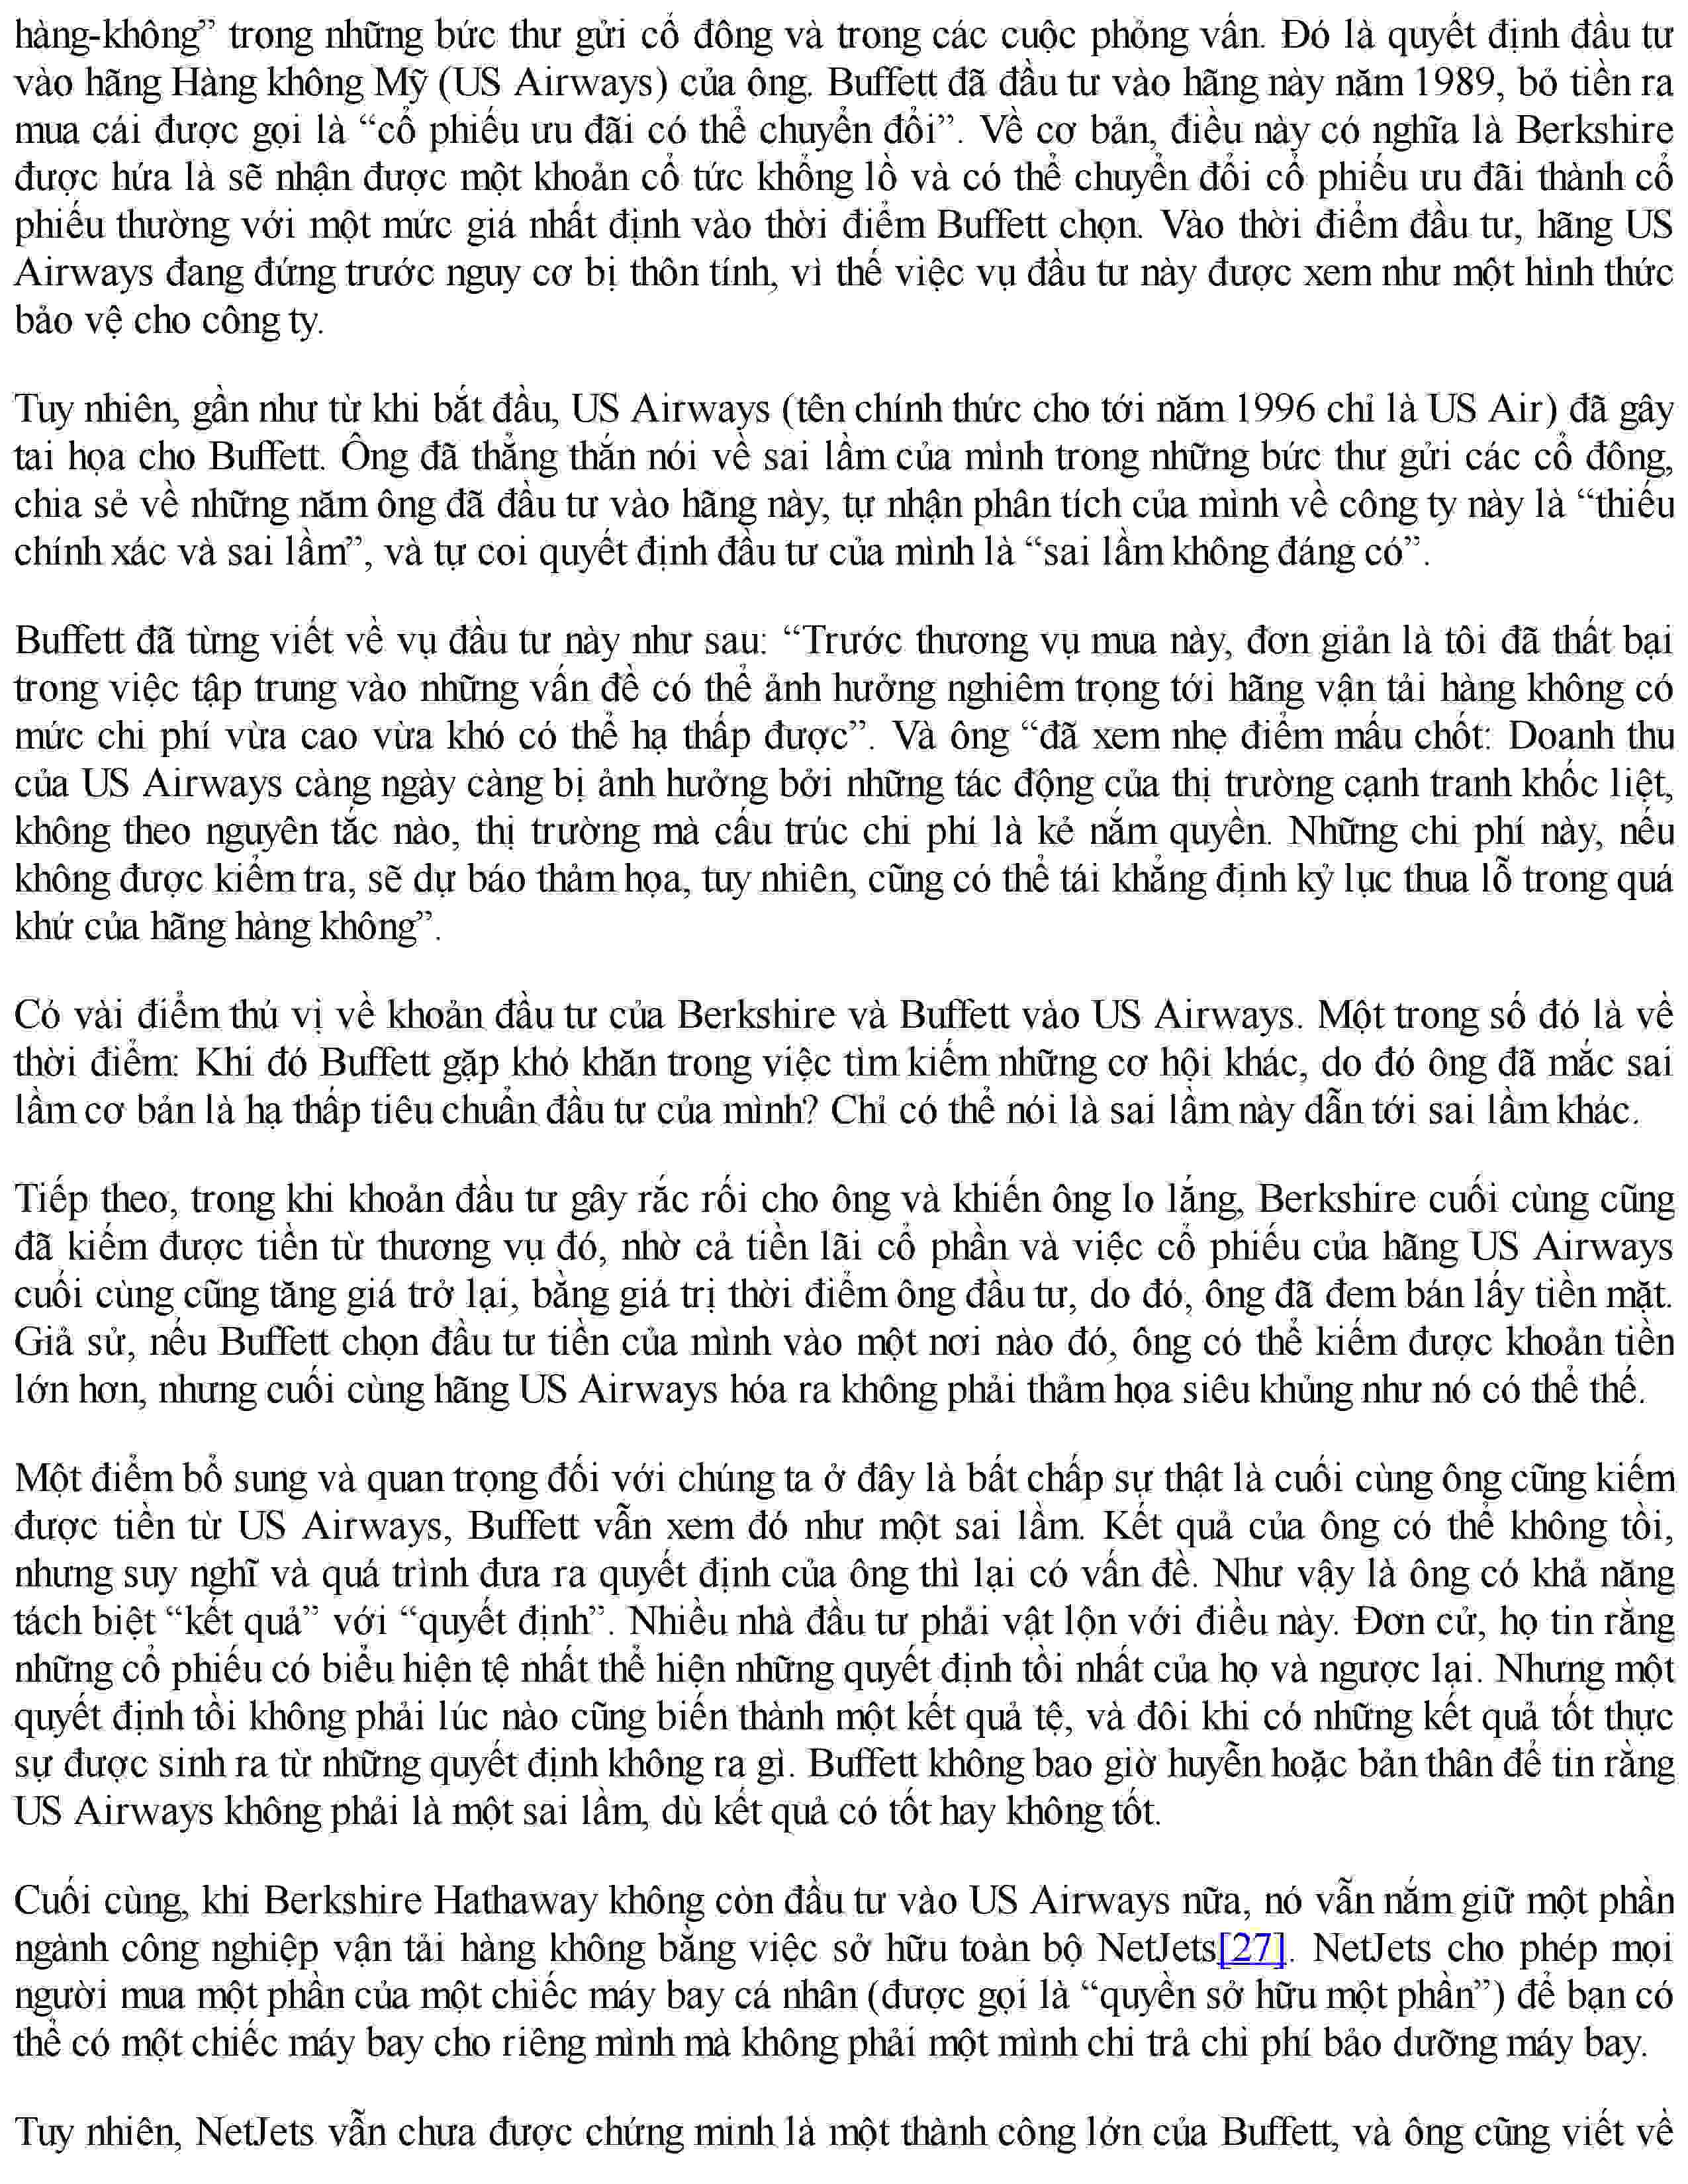 hàng-không” trong những bức thư gửi cổ đông và trong các cuộc phỏng vấn. Đó là quyết định đầu tư
vào hãng Hàng không Mỹ (US Airways) của ông. Buffett đã đầu tư vào hãng này năm 1989, bỏ tiền ra
mua cái được gọi là “cổ phiếu ưu đãi có thể chuyển đổi”. Về cơ bản, điều này có nghĩa là Berkshire
được hứa là sẽ nhận được một khoản cổ tức khổng lồ và có thể chuyển đổi cổ phiếu ưu đãi thành cổ
phiếu thường với một mức giá nhất định vào thời điểm Buffett chọn. Vào thời điểm đầu tư, hãng US
Airways đang đứng trước nguy cơ bị thôn tính, vì thế việc vụ đầu tư này được xem như một hình thức
bảo vệ cho công ty.
Tuy nhiên, gần như từ khi bắt đầu, US Airways (tên chính thức cho tới năm 1996 chỉ là US Air) đã gây
tai họa cho Buffett. Ông đã thẳng thắn nói về sai lầm của mình trong những bức thư gửi các cổ đông,
chia sẻ về những năm ông đã đầu tư vào hãng này, tự nhận phân tích của mình về công ty này là “thiếu
chính xác và sai lầm”, và tự coi quyết định đầu tư của mình là “sai lầm không đáng có”.
Buffett đã từng viết về vụ đầu tư này như sau: “Trước thương vụ mua này, đơn giản là tôi đã thất bại
trong việc tập trung vào những vấn đề có thể ảnh hưởng nghiêm trọng tới hãng vận tải hàng không có
mức chi phí vừa cao vừa khó có thể hạ thấp được”. Và ông “đã xem nhẹ điểm mấu chốt: Doanh thu
của US Airways càng ngày càng bị ảnh hưởng bởi những tác động của thị trường cạnh tranh khốc liệt,
không theo nguyên tắc nào, thị trường mà cấu trúc chi phí là kẻ nắm quyền. Những chi phí này, nếu
không được kiểm tra, sẽ dự báo thảm họa, tuy nhiên, cũng có thể tái khẳng định kỷ lục thua lỗ trong quá
khứ của hãng hàng không”.
Có vài điểm thú vị về khoản đầu tư của Berkshire và Buffett vào US Airways. Một trong số đó là về
thời điểm: Khi đó Buffett gặp khó khăn trong việc tìm kiếm những cơ hội khác, do đó ông đã mắc sai
lầm cơ bản là hạ thấp tiêu chuẩn đầu tư của mình? Chỉ có thể nói là sai lầm này dẫn tới sai lầm khác.
Tiếp theo, trong khi khoản đầu tư gây rắc rối cho ông và khiến ông lo lắng, Berkshire cuối cùng cũng
đã kiếm được tiền từ thương vụ đó, nhờ cả tiền lãi cổ phần và việc cổ phiếu của hãng US Airways
cuối cùng cũng tăng giá trở lại, bằng giá trị thời điểm ông đầu tư, do đó, ông đã đem bán lấy tiền mặt.
Giả sử, nếu Buffett chọn đầu tư tiền của mình vào một nơi nào đó, ông có thể kiếm được khoản tiền
lớn hơn, nhưng cuối cùng hãng US Airways hóa ra không phải thảm họa siêu khủng như nó có thể thế.
Một điểm bổ sung và quan trọng đối với chúng ta ở đây là bất chấp sự thật là cuối cùng ông cũng kiếm
được tiền từ US Airways, Buffett vẫn xem đó như một sai lầm. Kết quả của ông có thể không tồi,
nhưng suy nghĩ và quá trình đưa ra quyết định của ông thì lại có vấn đề. Như vậy là ông có khả năng
tách biệt “kết quả” với “quyết định”. Nhiều nhà đầu tư phải vật lộn với điều này. Đơn cử, họ tin rằng
những cổ phiếu có biểu hiện tệ nhất thể hiện những quyết định tồi nhất của họ và ngược lại. Nhưng một
quyết định tồi không phải lúc nào cũng biến thành một kết quả tệ, và đôi khi có những kết quả tốt thực
sự được sinh ra từ những quyết định không ra gì. Buffett không bao giờ huyễn hoặc bản thân để tin rằng
US Airways không phải là một sai lầm, dù kết quả có tốt hay không tốt.
Cuối cùng, khi Berkshire Hathaway không còn đầu tư vào US Airways nữa, nó vẫn nắm giữ một phần
ngành công nghiệp vận tải hàng không bằng việc sở hữu toàn bộ NetJets[27]. NetJets cho phép mọi
người mua một phần của một chiếc máy bay cá nhân (được gọi là “quyền sở hữu một phần”) để bạn có
thể có một chiếc máy bay cho riêng mình mà không phải một mình chi trả chi phí bảo dưỡng máy bay.
Tuy nhiên, NetJets vẫn chưa được chứng minh là một thành công lớn của Buffett, và ông cũng viết về